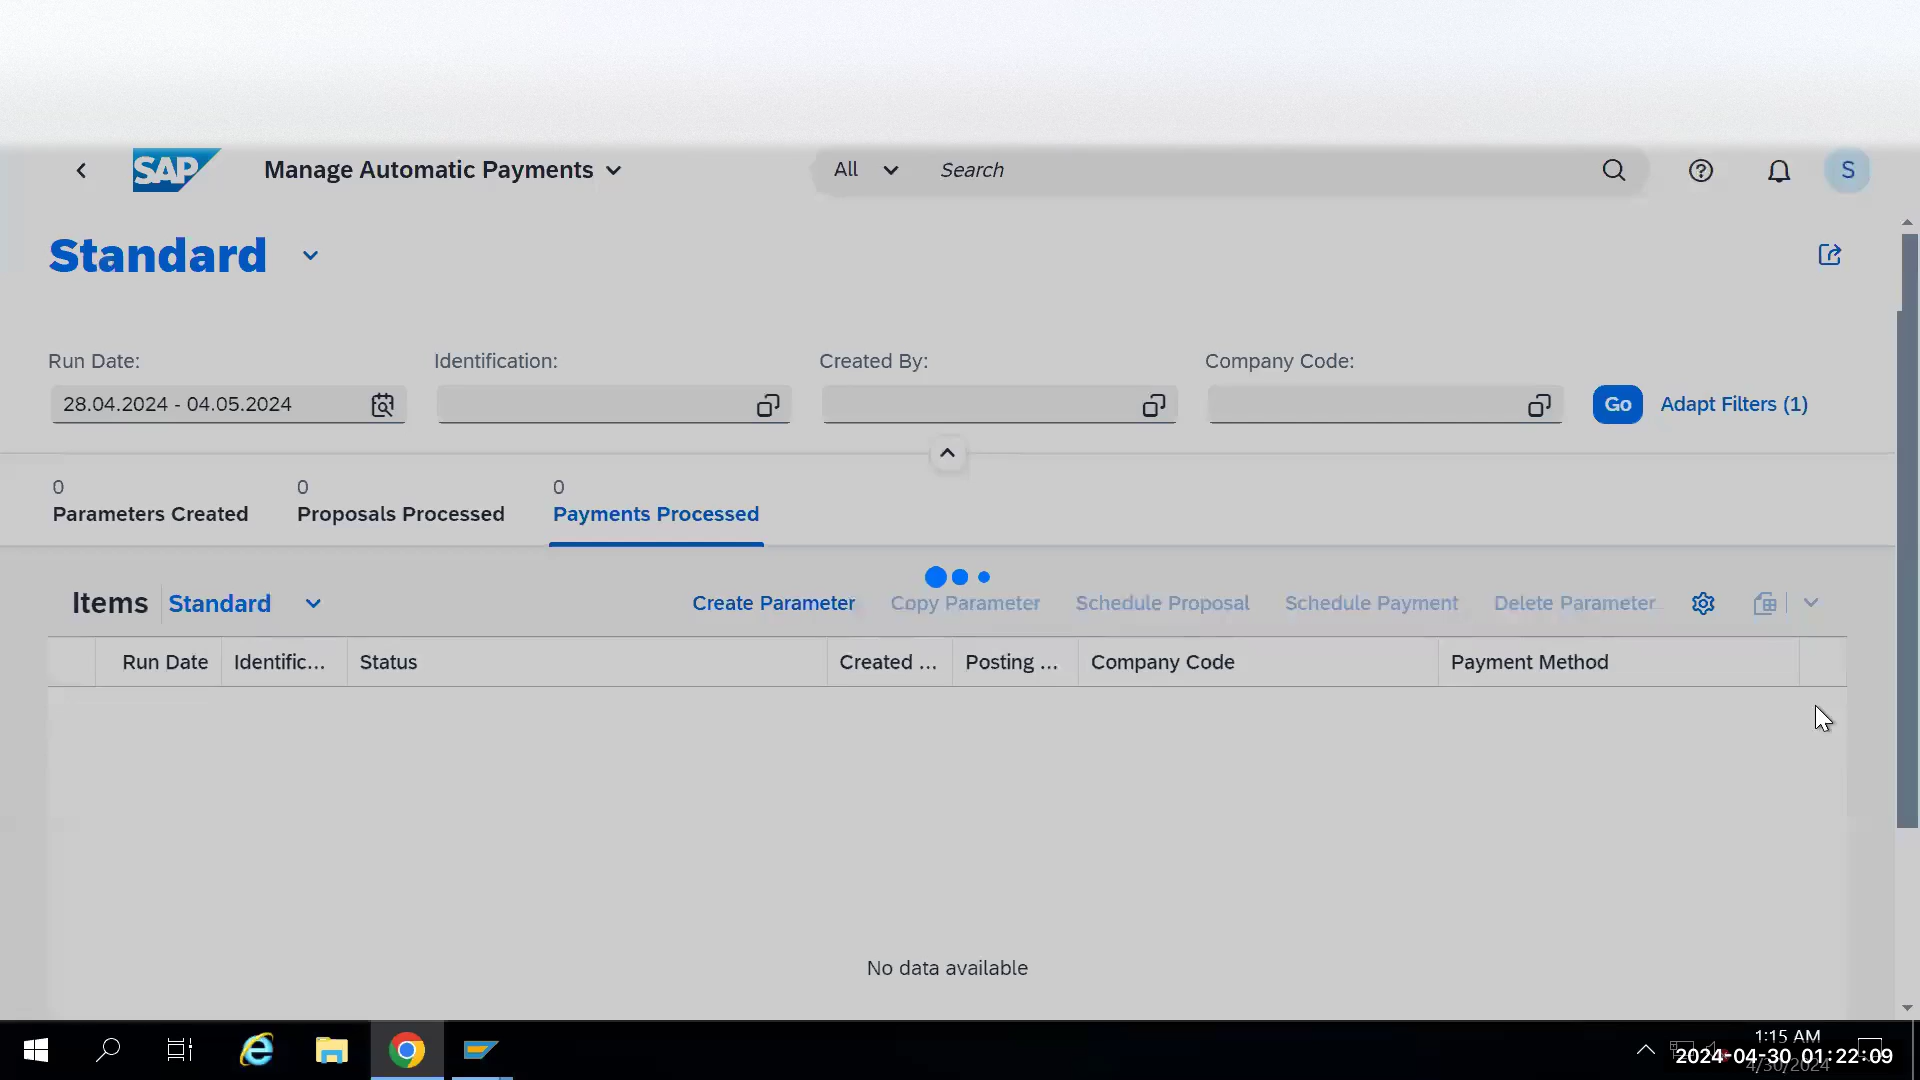 SAP
Manage Automatic Payments
All
Search
S
Standard
Run Date:
Identification:
Created By:
Company Code:
28.04.2024 - 04.05.2024
Go
Adapt Filters (1)
0
0
0
Parameters Created
Proposals Processed
Payments Processed
Items
Standard
Create Parameter
Copy Parameter
Schedule Proposal
Schedule Payment
Delete Parameter
Run Date
Identific...
Status
Created ...
Posting ...
Company Code
Payment Method
No data available
1:15 AM
2024-04-30 01:22:09
4/30/2024